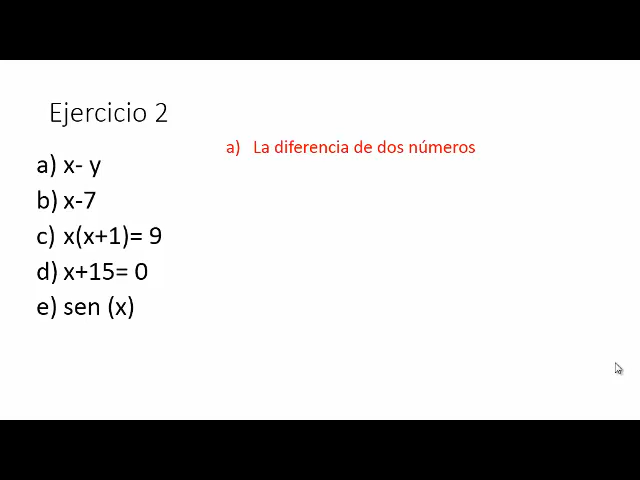 Ejercicio 2
a) La diferencia de dos números
a) x- y
b) x-7
c) x(x+1)= 9
d) x+15= 0
e) sen (x)